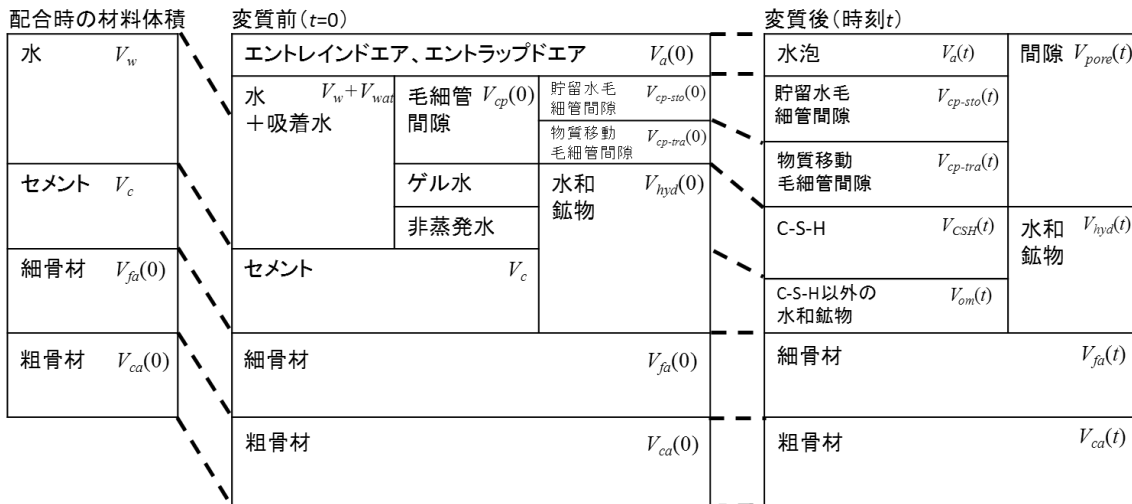 配合時の材料体積
水 V_w
セメント V_c
細骨材 V_fa(0)
粗骨材 V_ca(0)
変質前(t=0)
エントレインドエア、エントラップドエア V_a(0)
水 V_w+V_wat
+吸着水
毛細管 V_cp(0)
間隙
貯留水毛 V_cp-sto(0)
細管間隙
物質移動 V_cp-tra(0)
毛細管間隙
ゲル水
非蒸発水
水和 V_hyd(0)
鉱物
セメント V_c
細骨材 V_fa(0)
粗骨材 V_ca(0)
変質後(時刻t)
水泡 V_a(t)
間隙 V_pore(t)
貯留水毛 V_cp-sto(t)
細管間隙
物質移動 V_cp-tra(t)
毛細管間隙
C-S-H V_CSH(t)
水和 V_hyd(t)
鉱物
C-S-H以外の V_om(t)
水和鉱物
細骨材 V_fa(t)
粗骨材 V_ca(t)